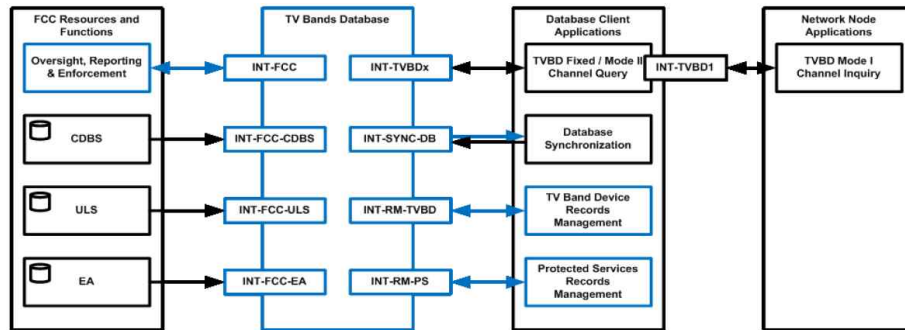 FCC Resources and
Functions
TV Bands Database
Database Client
Applications
Network Node
Applications
Oversight, Reporting
& Enforcement
INT-FCC
INT-TVBDx
TVBD Fixed / Mode II
Channel Query
INT-TVBD1
TVBD Mode I
Channel Inquiry
CDBS
INT-FCC-CDBS
INT-SYNC-DB
Database
Synchronization
ULS
INT-FCC-ULS
INT-RM-TVBD
TV Band Device
Records
Management
EA
INT-FCC-EA
INT-RM-PS
Protected Services
Records
Management